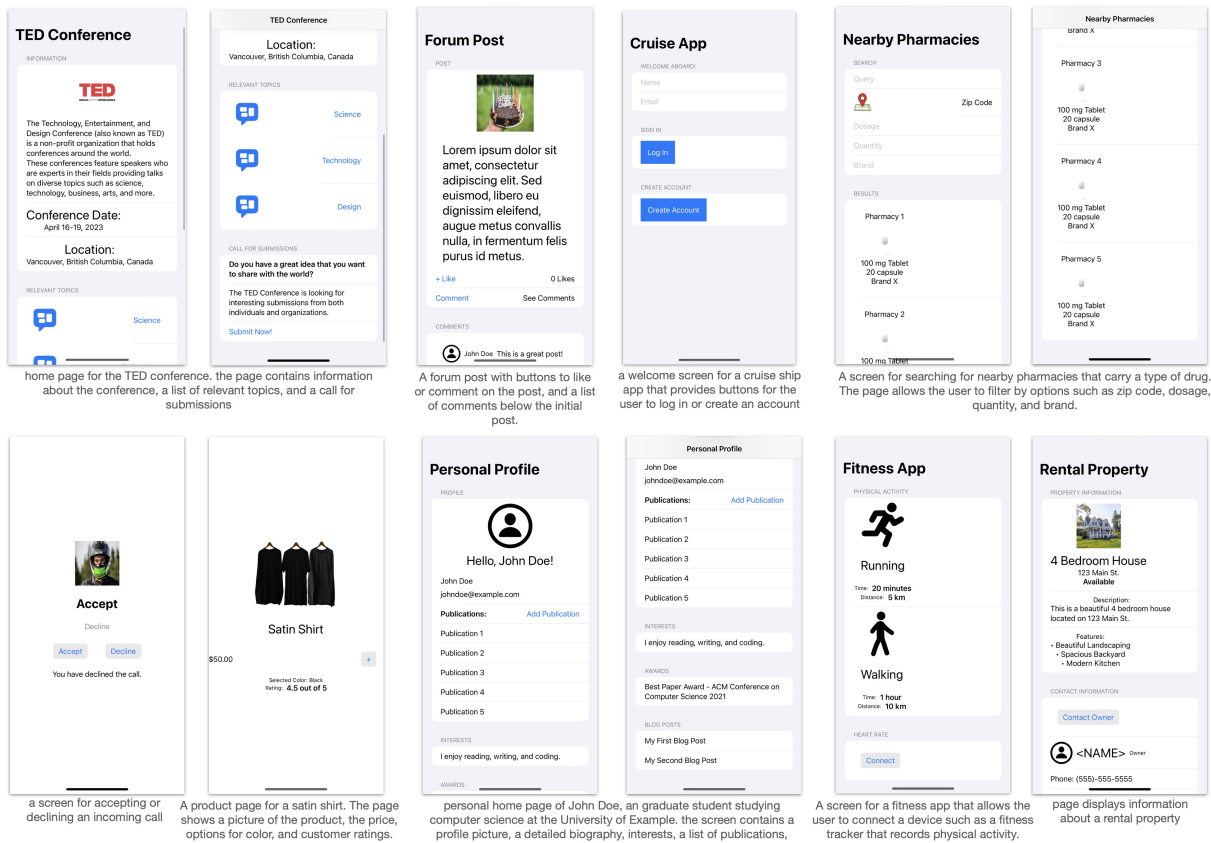 TED Conference
INFORMATION
TED
The Technology, Entertainment, and
Design Conference (also known as TED)
is a non-profit organization that holds
conferences around the world.
These conferences feature speakers who
are experts in their fields providing talks
on diverse topics such as science,
technology, business, arts, and more.
Conference Date:
April 16-19, 2023
Location:
Vancouver, British Columbia, Canada
RELEVANT TOPICS
Science
TED Conference
Location:
Vancouver, British Columbia, Canada
RELEVANT TOPICS
Science
Technology
Design
CALL FOR SUBMISSIONS
Do you have a great idea that you want
to share with the world?
The TED Conference is looking for
interesting submissions from both
individuals and organizations.
Submit Now!
home page for the TED conference. the page contains information
about the conference, a list of relevant topics, and a call for
submissions
Forum Post
POST
Lorem ipsum dolor sit
amet, consectetur
adipiscing elit. Sed
euismod, libero eu
dignissim eleifend,
augue metus convallis
nulla, in fermentum felis
purus id metus.
+ Like 0 Likes
Comment See Comments
COMMENTS
John Doe This is a great post!
A forum post with buttons to like
or comment on the post, and a list
of comments below the initial
post.
Cruise App
WELCOME ABOARD!
Name
Email
SIGN IN
Log In
CREATE ACCOUNT
Create Account
a welcome screen for a cruise ship
app that provides buttons for the
user to log in or create an account
Nearby Pharmacies
SEARCH
Query
Zip Code
Dosage
Quantity
Brand
RESULTS
Pharmacy 1
100 mg Tablet
20 capsule
Brand X
Pharmacy 2
100 mg Tablet
Nearby Pharmacies
Brand X
Pharmacy 3
100 mg Tablet
20 capsule
Brand X
Pharmacy 4
100 mg Tablet
20 capsule
Brand X
Pharmacy 5
100 mg Tablet
20 capsule
Brand X
A screen for searching for nearby pharmacies that carry a type of drug.
The page allows the user to filter by options such as zip code, dosage,
quantity, and brand.
Accept
Decline
Accept Decline
You have declined the call.
a screen for accepting or
declining an incoming call
Satin Shirt
$50.00 +
Selected Color: Black
Rating: 4.5 out of 5
A product page for a satin shirt. The page
shows a picture of the product, the price,
options for color, and customer ratings.
Personal Profile
PROFILE
Hello, John Doe!
John Doe
johndoe@example.com
Publications: Add Publication
Publication 1
Publication 2
Publication 3
Publication 4
Publication 5
INTERESTS
I enjoy reading, writing, and coding.
AWARDS
Personal Profile
John Doe
johndoe@example.com
Publications: Add Publication
Publication 1
Publication 2
Publication 3
Publication 4
Publication 5
INTERESTS
I enjoy reading, writing, and coding.
AWARDS
Best Paper Award - ACM Conference on
Computer Science 2021
BLOG POSTS
My First Blog Post
My Second Blog Post
personal home page of John Doe, an graduate student studying
computer science at the University of Example. the screen contains a
profile picture, a detailed biography, interests, a list of publications,
Fitness App
PHYSICAL ACTIVITY
Running
Time: 20 minutes
Distance: 5 km
Walking
Time: 1 hour
Distance: 10 km
HEART RATE
Connect
A screen for a fitness app that allows the
user to connect a device such as a fitness
tracker that records physical activity.
Rental Property
PROPERTY INFORMATION
4 Bedroom House
123 Main St.
Available
Description:
This is a beautiful 4 bedroom house
located on 123 Main St.
Features:
• Beautiful Landscaping
• Spacious Backyard
• Modern Kitchen
CONTACT INFORMATION
Contact Owner
<NAME> Owner
Phone: (555)-555-5555
page displays information
about a rental property